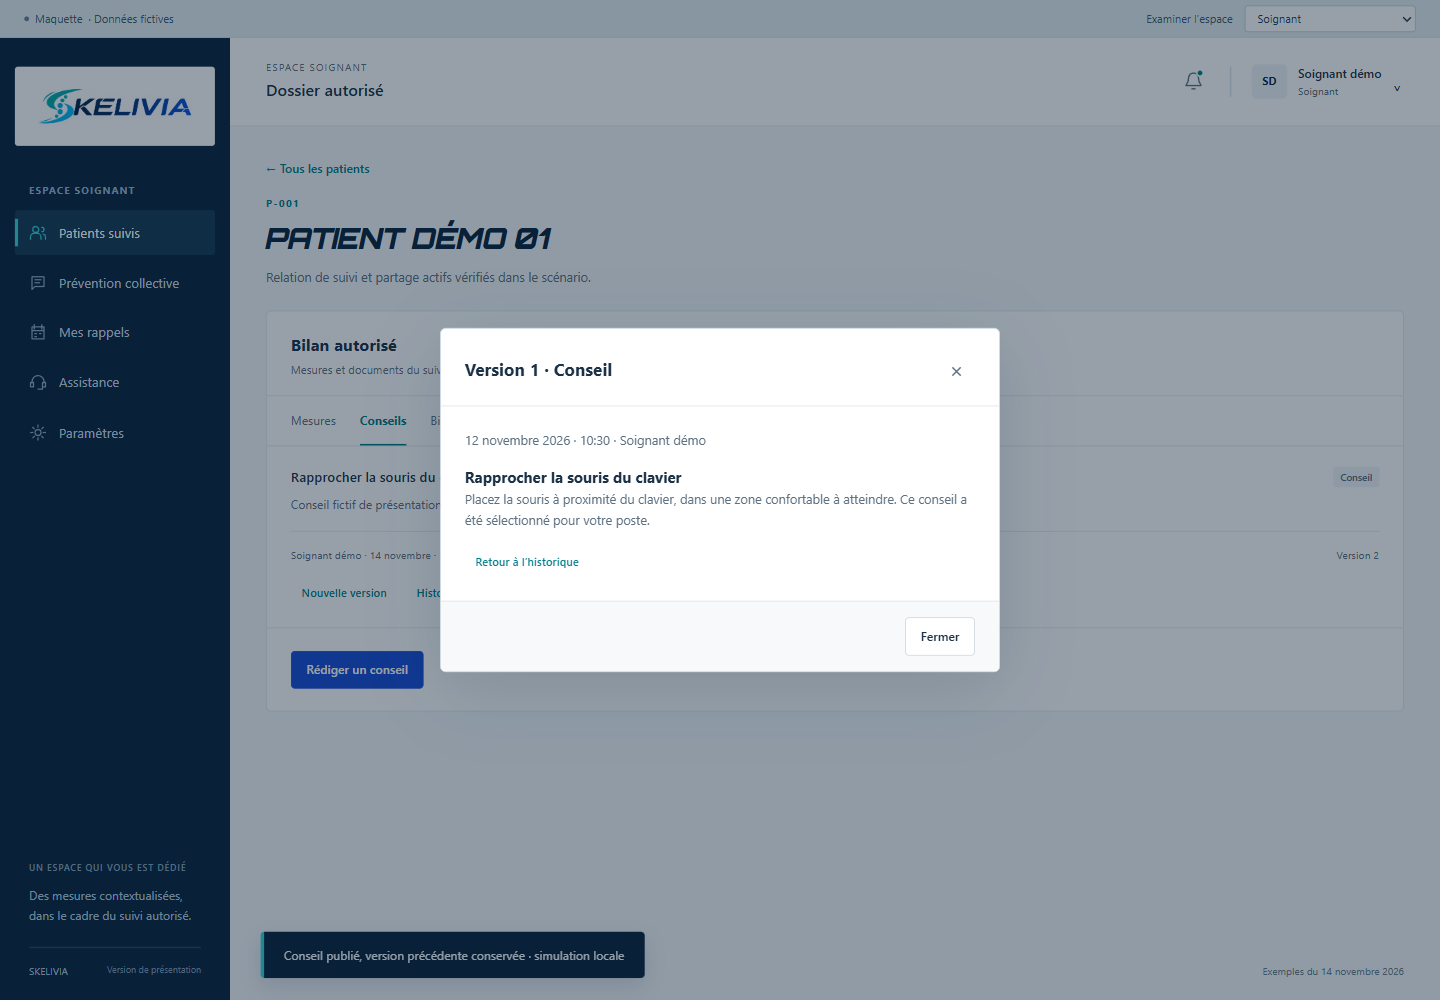 Maquette · Données fictives
Examiner l'espace
Soignant
SKELIVIA
ESPACE SOIGNANT
Patients suivis
Prévention collective
Mes rappels
Assistance
Paramètres
UN ESPACE QUI VOUS EST DÉDIÉ
Des mesures contextualisées,
dans le cadre du suivi autorisé.
SKELIVIA
Version de présentation
ESPACE SOIGNANT
Dossier autorisé
SD
Soignant démo
Soignant
← Tous les patients
P-001
PATIENT DÉMO 01
Relation de suivi et partage actifs vérifiés dans le scénario.
Bilan autorisé
Mesures et documents du
Mesures
Conseils
Rapprocher la souris du
Conseil
Conseil fictif de présentation
Soignant démo · 14 novembre ·
Version 2
Nouvelle version
Rédiger un conseil
Version 1 · Conseil
×
12 novembre 2026 · 10:30 · Soignant démo
Rapprocher la souris du clavier
Placez la souris à proximité du clavier, dans une zone confortable à atteindre. Ce conseil a
été sélectionné pour votre poste.
Retour à l'historique
Fermer
Conseil publié, version précédente conservée · simulation locale
Exemples du 14 novembre 2026